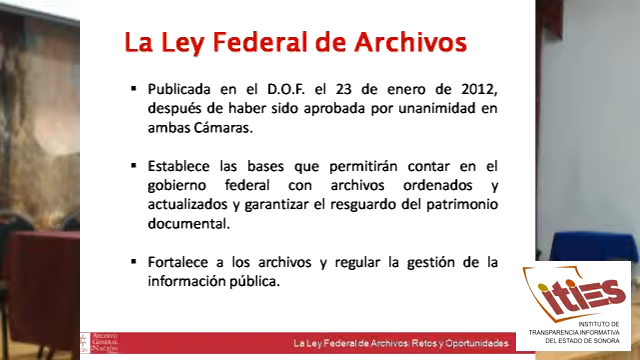 La Ley Federal de Archivos
▪ Publicada en el D.O.F. el 23 de enero de 2012,
después de haber sido aprobada por unanimidad en
ambas Cámaras.
▪ Establece las bases que permitirán contar en el
gobierno federal con archivos ordenados y
actualizados y garantizar el resguardo del patrimonio
documental.
▪ Fortalece a los archivos y regular la gestión de la
información pública.
ARCHIVO
GENERAL
NACIÓN
La Ley Federal de Archivos: Retos y Oportunidades
itiES
INSTITUTO DE
TRANSPARENCIA INFORMATIVA
DEL ESTADO DE SONORA